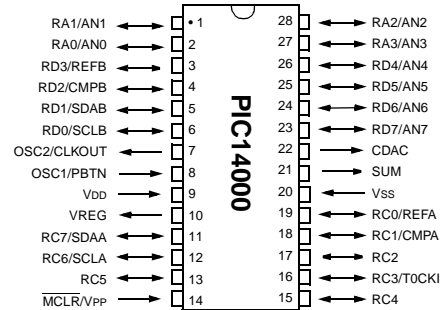 RA1/AN1 1 28 RA2/AN2
RA0/AN0 2 27 RA3/AN3
RD3/REFB 3 26 RD4/AN4
RD2/CMPB 4 25 RD5/AN5
RD1/SDAB 5 24 RD6/AN6
RD0/SCLB 6 23 RD7/AN7
OSC2/CLKOUT 7 22 CDAC
OSC1/PBTN 8 21 SUM
VDD 9 20 VSS
VREG 10 19 RC0/REFA
RC7/SDAA 11 18 RC1/CMPA
RC6/SCLA 12 17 RC2
RC5 13 16 RC3/T0CKI
MCLR/VPP 14 15 RC4
PIC14000